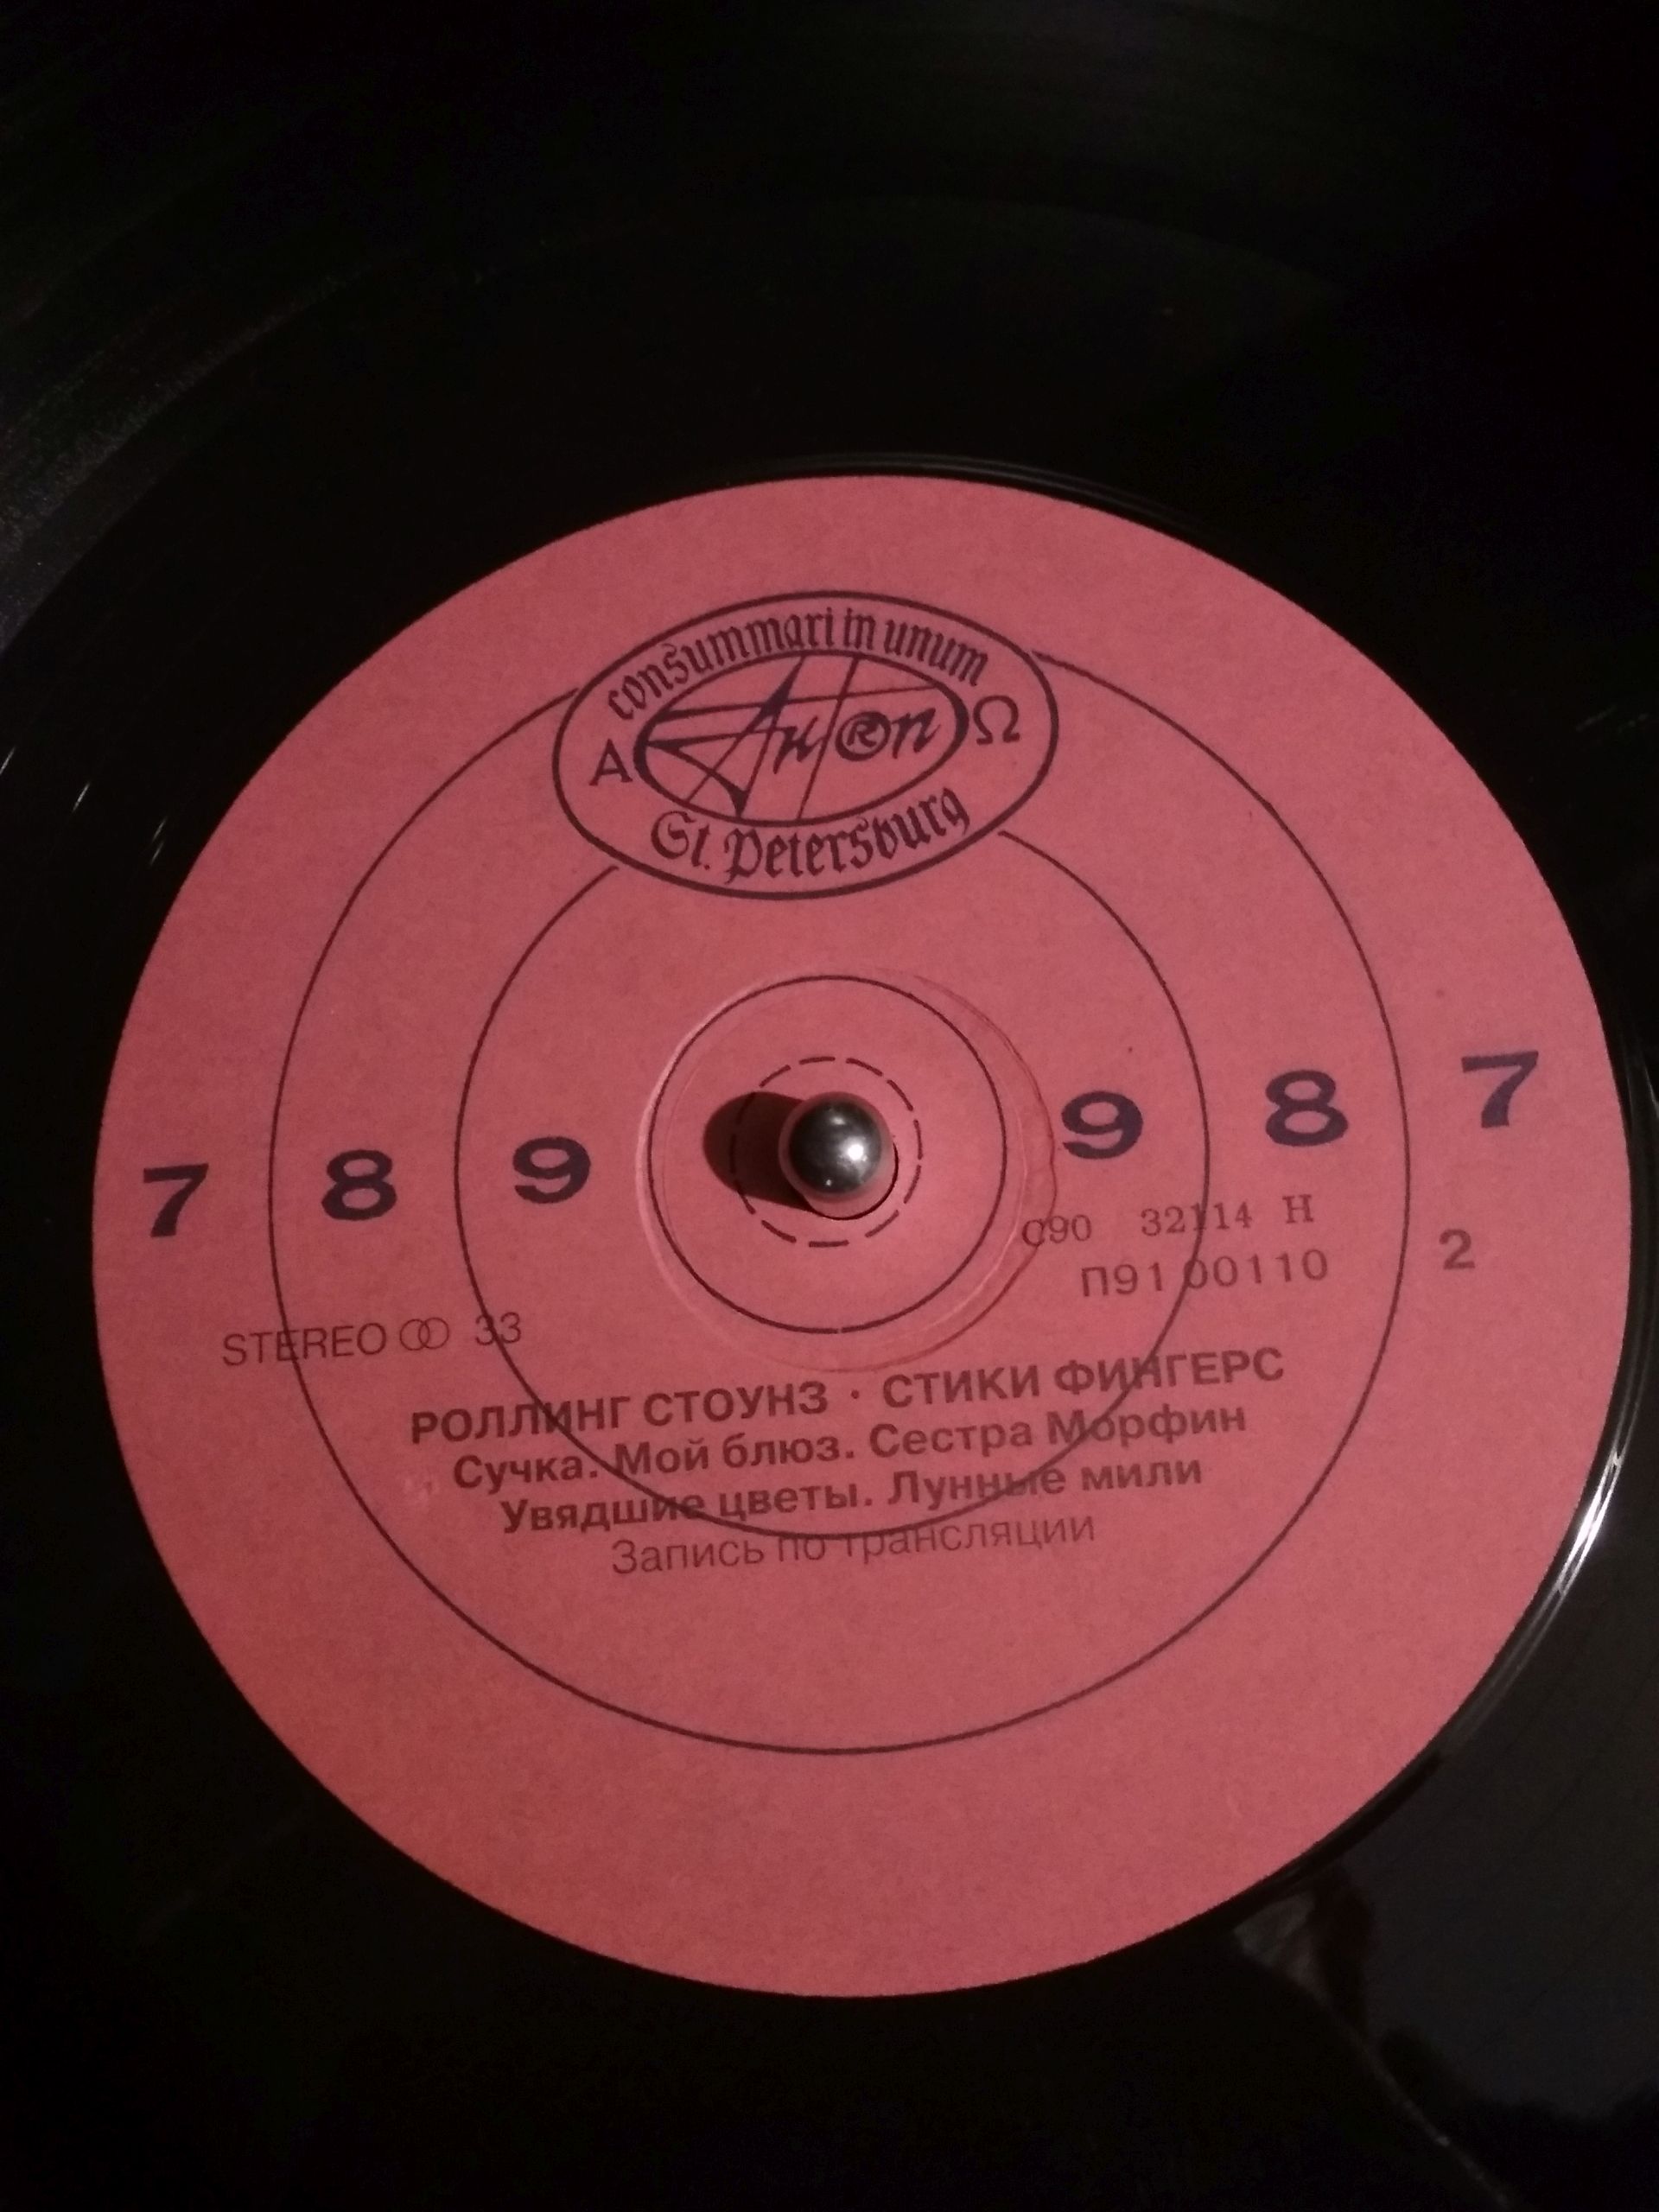 consummari in unum
A АнтRоп Ω
St. Petersburg
7 8 9 9 8 7
С90 32114 Н
П91 00110
2
STEREO 33
РОЛЛИНГ СТОУНЗ · СТИКИ ФИНГЕРС
Сучка. Мой блюз. Сестра Морфин
Увядшие цветы. Лунные мили
Запись по трансляции